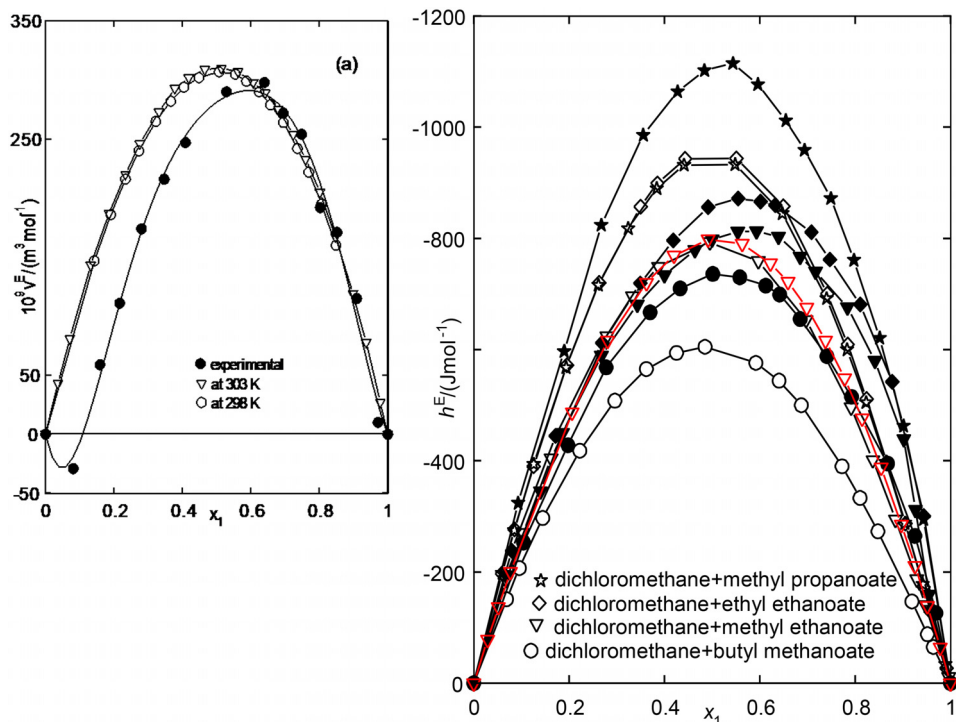 350
250
50
0
-50
10⁹ V^E/(m³ mol⁻¹)
(a)
experimental
at 303 K
at 298 K
0
0.2
0.4
0.6
0.8
1
x₁
-1200
-1000
-800
-600
-400
-200
0
h^E/(Jmol⁻¹)
dichloromethane+methyl propanoate
dichloromethane+ethyl ethanoate
dichloromethane+methyl ethanoate
dichloromethane+butyl methanoate
0
0.2
0.4
0.6
0.8
1
x₁